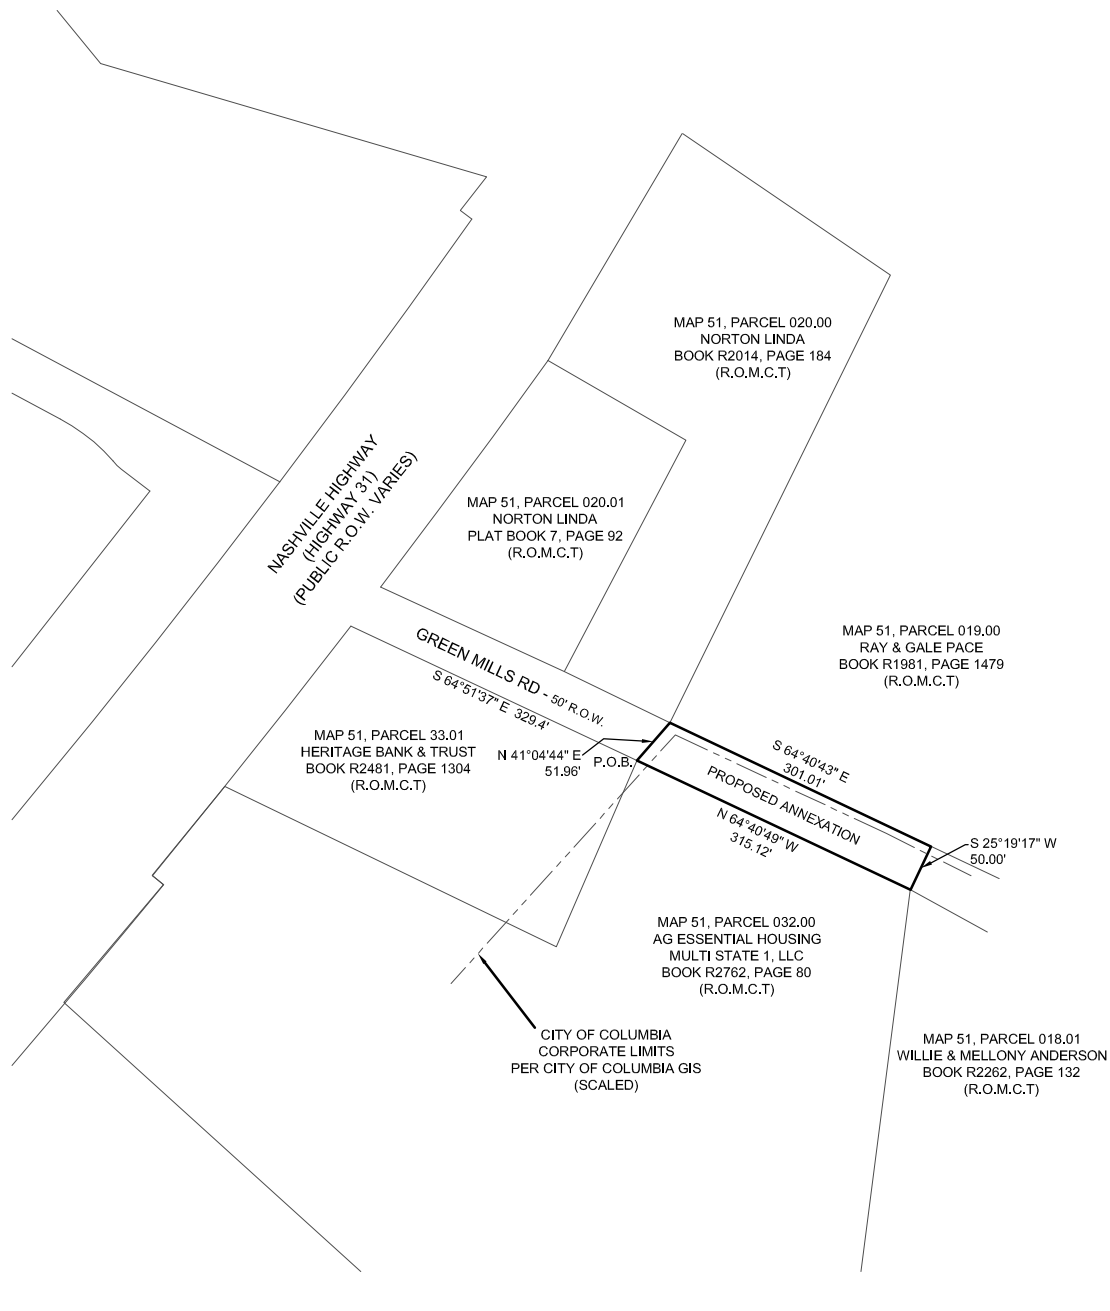 MAP 51, PARCEL 020.00
NORTON LINDA
BOOK R2014, PAGE 184
(R.O.M.C.T)
NASHVILLE HIGHWAY
(HIGHWAY 31)
(PUBLIC R.O.W. VARIES)
MAP 51, PARCEL 020.01
NORTON LINDA
PLAT BOOK 7, PAGE 92
(R.O.M.C.T)
MAP 51, PARCEL 019.00
RAY & GALE PACE
BOOK R1981, PAGE 1479
(R.O.M.C.T)
GREEN MILLS RD - 50' R.O.W.
S 64°51'37" E 329.4'
MAP 51, PARCEL 33.01
HERITAGE BANK & TRUST
BOOK R2481, PAGE 1304
(R.O.M.C.T)
N 41°04'44" E
51.96'
P.O.B.
S 64°40'43" E
301.01'
PROPOSED ANNEXATION
N 64°40'49" W
315.12'
S 25°19'17" W
50.00'
MAP 51, PARCEL 032.00
AG ESSENTIAL HOUSING
MULTI STATE 1, LLC
BOOK R2762, PAGE 80
(R.O.M.C.T)
CITY OF COLUMBIA
CORPORATE LIMITS
PER CITY OF COLUMBIA GIS
(SCALED)
MAP 51, PARCEL 018.01
WILLIE & MELLONY ANDERSON
BOOK R2262, PAGE 132
(R.O.M.C.T)